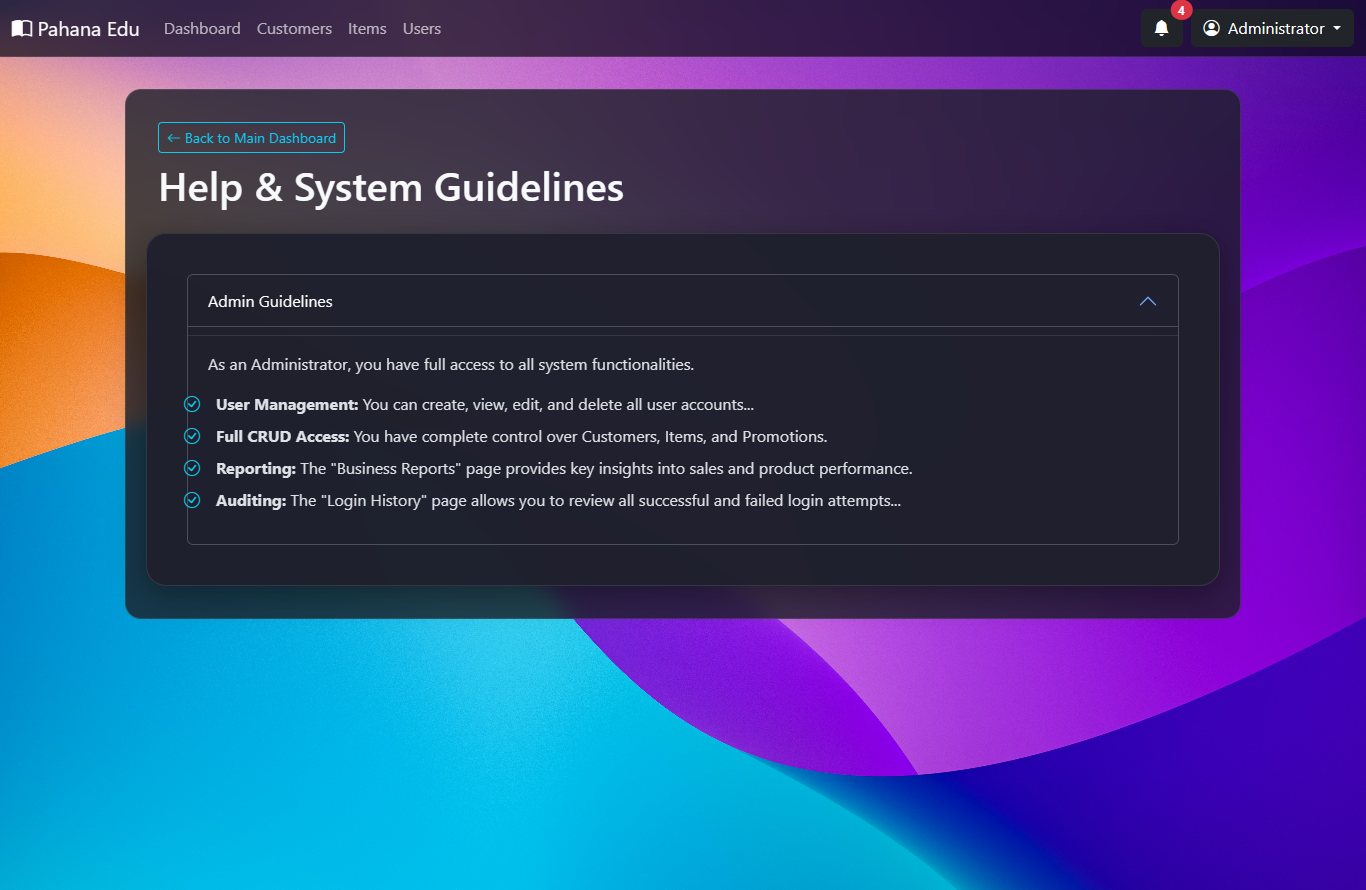 Pahana Edu Dashboard Customers Items Users 4 Administrator
← Back to Main Dashboard
Help & System Guidelines
Admin Guidelines
As an Administrator, you have full access to all system functionalities.
User Management: You can create, view, edit, and delete all user accounts...
Full CRUD Access: You have complete control over Customers, Items, and Promotions.
Reporting: The "Business Reports" page provides key insights into sales and product performance.
Auditing: The "Login History" page allows you to review all successful and failed login attempts...